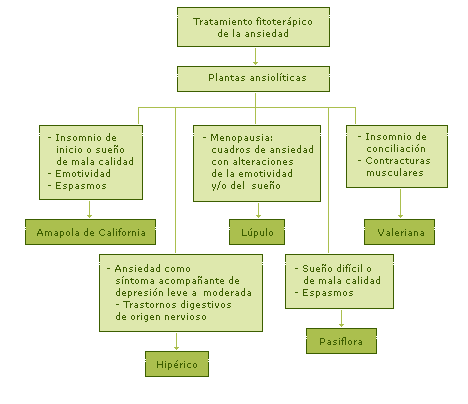 Tratamiento fitoterápico
de la ansiedad
Plantas ansiolíticas
- Insomnio de
inicio o sueño
de mala calidad
- Emotividad
- Espasmos
- Menopausia:
cuadros de ansiedad
con alteraciones
de la emotividad
y/o del sueño
- Insomnio de
conciliación
- Contracturas
musculares
Amapola de California
Lúpulo
Valeriana
- Ansiedad como
síntoma acompañante de
depresión leve a moderada
- Trastornos digestivos
de origen nervioso
- Sueño difícil o
de mala calidad
- Espasmos
Hipérico
Pasiflora